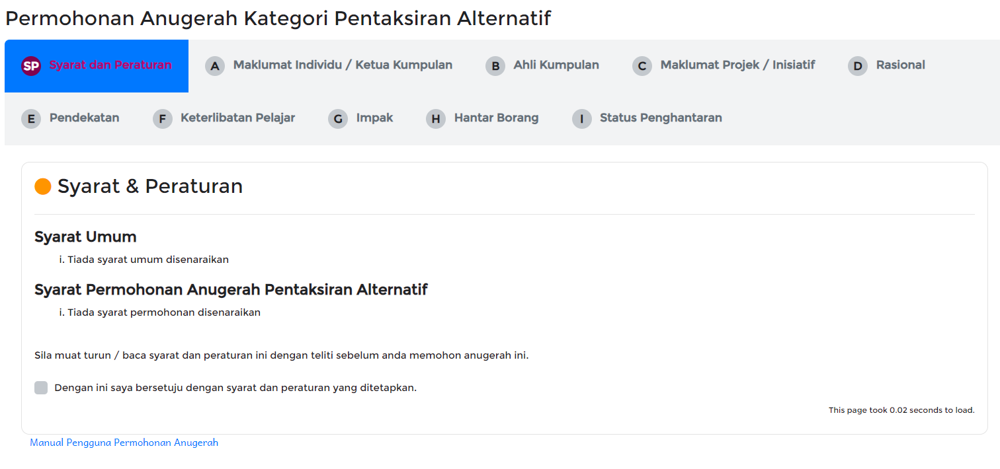 Permohonan Anugerah Kategori Pentaksiran Alternatif
SP Syarat dan Peraturan A Maklumat Individu / Ketua Kumpulan B Ahli Kumpulan C Maklumat Projek / Inisiatif D Rasional
E Pendekatan F Keterlibatan Pelajar G Impak H Hantar Borang I Status Penghantaran
Syarat & Peraturan
Syarat Umum
i. Tiada syarat umum disenaraikan
Syarat Permohonan Anugerah Pentaksiran Alternatif
i. Tiada syarat permohonan disenaraikan
Sila muat turun / baca syarat dan peraturan ini dengan teliti sebelum anda memohon anugerah ini.
Dengan ini saya bersetuju dengan syarat dan peraturan yang ditetapkan.
This page took 0.02 seconds to load.
Manual Pengguna Permohonan Anugerah